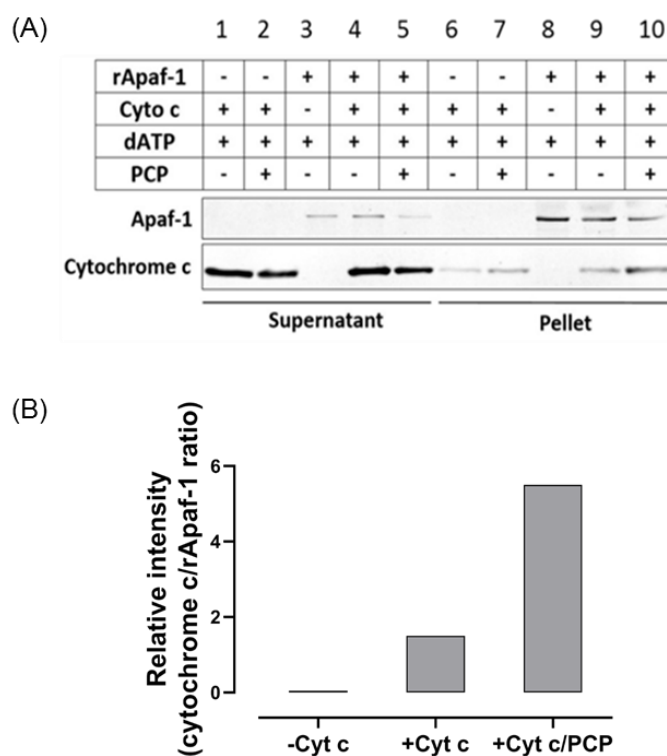 (A)
1 2 3 4 5 6 7 8 9 10
rApaf-1 - - + + + - - + + +
Cyto c + + - + + + + - + +
dATP + + + + + + + + + +
PCP - + - - + - + - - +
Apaf-1
Cytochrome c
Supernatant Pellet
(B)
Relative intensity
(cytochrome c/rApaf-1 ratio)
6
4
2
0
-Cyt c +Cyt c +Cyt c/PCP